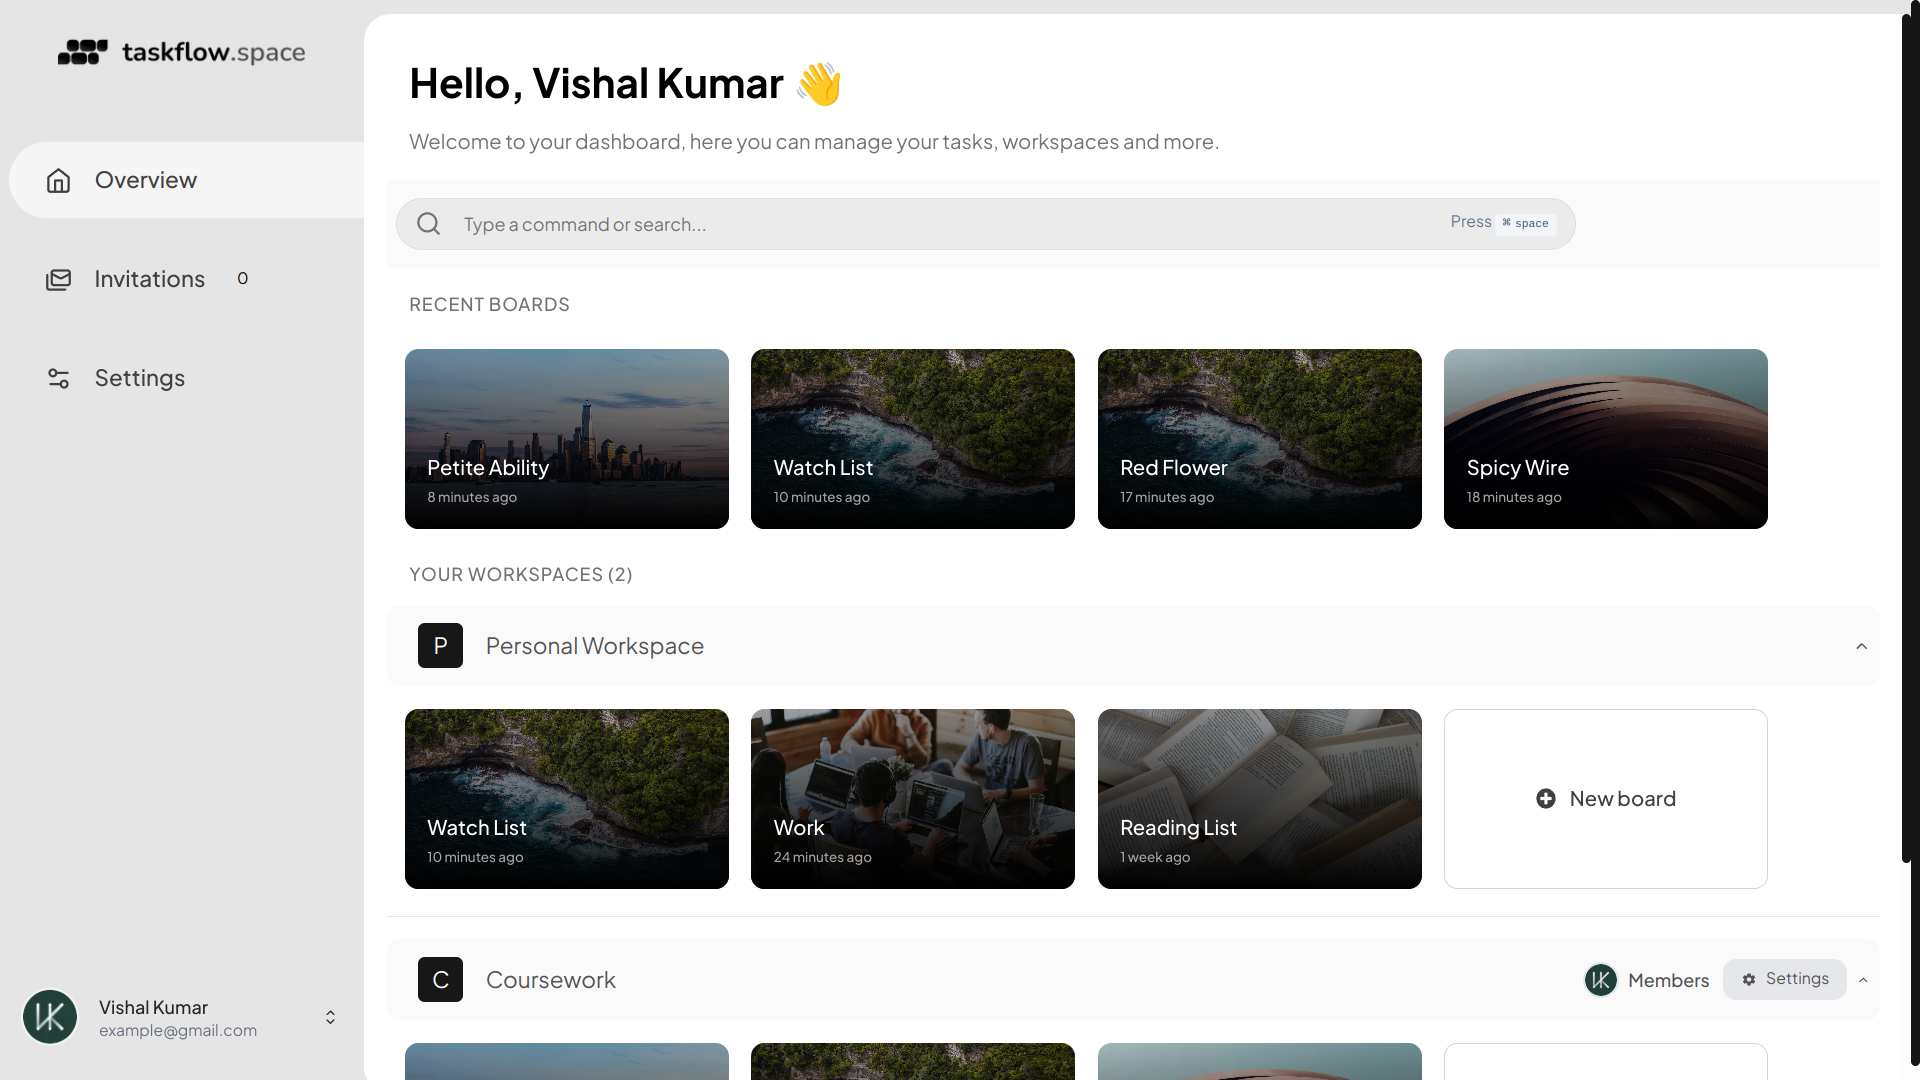 taskflow.space
Overview
Invitations 0
Settings
Vishal Kumar
example@gmail.com
Hello, Vishal Kumar 👋
Welcome to your dashboard, here you can manage your tasks, workspaces and more.
Type a command or search...
Press ⌘ space
RECENT BOARDS
Petite Ability
8 minutes ago
Watch List
10 minutes ago
Red Flower
17 minutes ago
Spicy Wire
18 minutes ago
YOUR WORKSPACES (2)
P Personal Workspace
Watch List
10 minutes ago
Work
24 minutes ago
Reading List
1 week ago
New board
C Coursework
Members
Settings